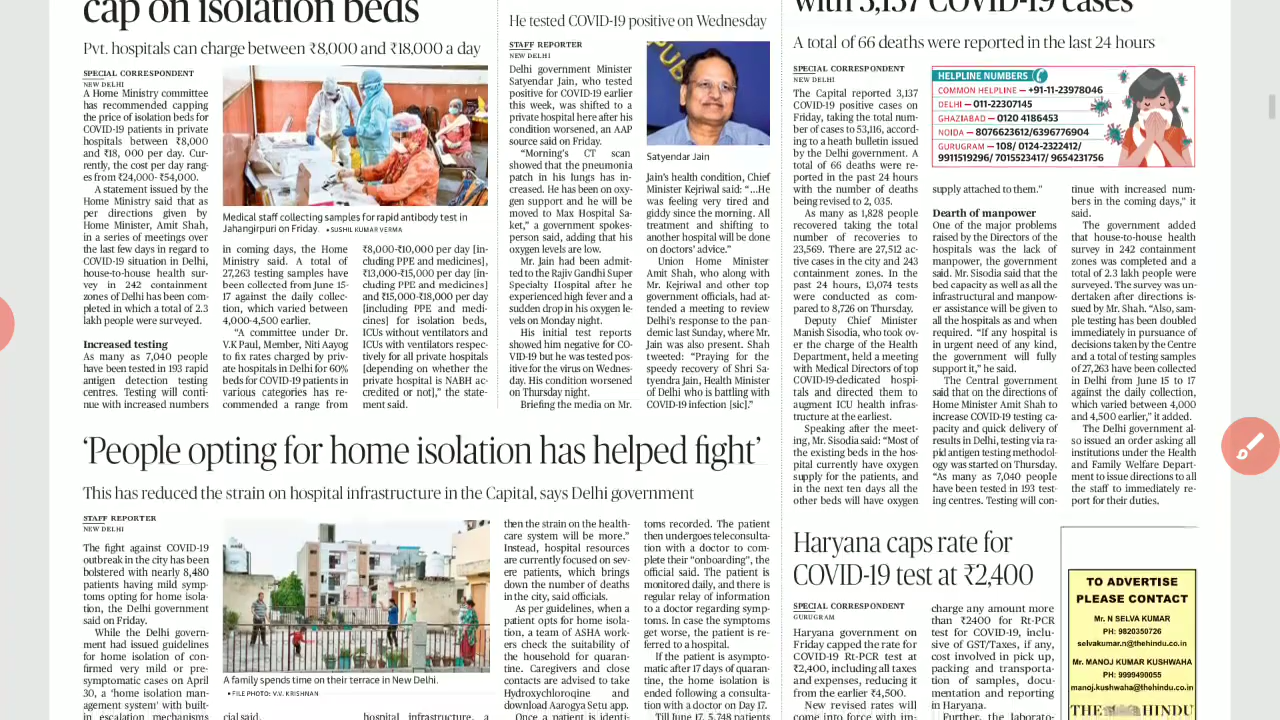 cap on isolation beds
Pvt. hospitals can charge between ₹8,000 and ₹18,000 a day
SPECIAL CORRESPONDENT
NEW DELHI
A Home Ministry committee
has recommended capping
the price of isolation beds for
COVID-19 patients in private
hospitals between ₹8,000
and ₹18, 000 per day. Cur-
rently, the cost per day rang-
es from ₹24,000- ₹54,000.
A statement issued by the
Home Ministry said that as
per directions given by
Home Minister, Amit Shah,
in a series of meetings over
the last few days in regard to
COVID-19 situation in Delhi,
house-to-house health sur-
vey in 242 containment
zones of Delhi has been com-
pleted in which a total of 2.3
lakh people were surveyed.
Increased testing
As many as 7,040 people
have been tested in 193 rapid
antigen detection testing
centres. Testing will conti-
nue with increased numbers
Medical staff collecting samples for rapid antibody test in
Jahangirpuri on Friday. •SUSHIL KUMAR VERMA
in coming days, the Home
Ministry said. A total of
27,263 testing samples have
been collected from June 15-
17 against the daily collec-
tion, which varied between
4,000-4,500 earlier.
"A committee under Dr.
V.K Paul, Member, Niti Aayog
to fix rates charged by priv-
ate hospitals in Delhi for 60%
beds for COVID-19 patients in
various categories has re-
commended a range from
₹8,000-₹10,000 per day [in-
cluding PPE and medicines],
₹13,000-₹15,000 per day [in-
cluding PPE and medicines]
and ₹15,000-₹18,000 per day
[including PPE and medi-
cines] for isolation beds,
ICUs without ventilators and
ICUs with ventilators respec-
tively for all private hospitals
[depending on whether the
private hospital is NABH ac-
credited or not]," the state-
ment said.
He tested COVID-19 positive on Wednesday
STAFF REPORTER
NEW DELHI
Delhi government Minister
Satyendar Jain, who tested
positive for COVID-19 earlier
this week, was shifted to a
private hospital here after his
condition worsened, an AAP
source said on Friday.
"Morning's CT scan
showed that the pneumonia
patch in his lungs has in-
creased. He has been on oxy-
gen support and he will be
moved to Max Hospital Sa-
ket," a government spokes-
person said, adding that his
oxygen levels are low.
Mr. Jain had been admit-
ted to the Rajiv Gandhi Super
Specialty Hospital after he
experienced high fever and a
sudden drop in his oxygen le-
vels on Monday night.
His initial test reports
showed him negative for CO-
VID-19 but he was tested pos-
itive for the virus on Wednes-
day. His condition worsened
on Thursday night.
Briefing the media on Mr.
PUB
Satyendar Jain
Jain's health condition, Chief
Minister Kejriwal said: "...He
was feeling very tired and
giddy since the morning. All
treatment and shifting to
another hospital will be done
on doctors' advice."
Union Home Minister
Amit Shah, who along with
Mr. Kejriwal and other top
government officials, had at-
tended a meeting to review
Delhi's response to the pan-
demic last Sunday, where Mr.
Jain was also present. Shah
tweeted: "Praying for the
speedy recovery of Shri Sa-
tyendra Jain, Health Minister
of Delhi who is battling with
COVID-19 infection [sic]."
with 3,137 COVID-19 cases
A total of 66 deaths were reported in the last 24 hours
SPECIAL CORRESPONDENT
NEW DELHI
The Capital reported 3,137
COVID-19 positive cases on
Friday, taking the total num-
ber of cases to 53,116, accord-
ing to a heath bulletin issued
by the Delhi government. A
total of 66 deaths were re-
ported in the past 24 hours
with the number of deaths
being revised to 2, 035.
As many as 1,828 people
recovered taking the total
number of recoveries to
23,569. There are 27,512 ac-
tive cases in the city and 243
containment zones. In the
past 24 hours, 13,074 tests
were conducted as com-
pared to 8,726 on Thursday.
Deputy Chief Minister
Manish Sisodia, who took ov-
er the charge of the Health
Department, held a meeting
with Medical Directors of top
COVID-19-dedicated hospi-
tals and directed them to
augment ICU health infras-
tructure at the earliest.
Speaking after the meet-
ing, Mr. Sisodia said: "Most of
the existing beds in the hos-
pital currently have oxygen
supply for the patients, and
in the next ten days all the
other beds will have oxygen
HELPLINE NUMBERS
COMMON HELPLINE — +91-11-23978046
DELHI — 011-22307145
GHAZIABAD — 0120 4186453
NOIDA — 8076623612/6396776904
GURUGRAM — 108/ 0124-2322412/
9911519296/ 7015523417/ 9654231756
supply attached to them."
Dearth of manpower
One of the major problems
raised by the Directors of the
hospitals was the lack of
manpower, the government
said. Mr. Sisodia said that the
bed capacity as well as all the
infrastructural and manpow-
er assistance will be given to
all the hospitals as and when
required. "If any hospital is
in urgent need of any kind,
the government will fully
support it," he said.
The Central government
said that on the directions of
Home Minister Amit Shah to
increase COVID-19 testing ca-
pacity and quick delivery of
results in Delhi, testing via ra-
pid antigen testing methodol-
ogy was started on Thursday.
"As many as 7,040 people
have been tested in 193 test-
ing centres. Testing will con-
tinue with increased num-
bers in the coming days," it
said.
The government added
that house-to-house health
survey in 242 containment
zones was completed and a
total of 2.3 lakh people were
surveyed. The survey was un-
dertaken after directions is-
sued by Mr. Shah. "Also, sam-
ple testing has been doubled
immediately in pursuance of
decisions taken by the Centre
and a total of testing samples
of 27,263 have been collected
in Delhi from June 15 to 17
against the daily collection,
which varied between 4,000
and 4,500 earlier," it added.
The Delhi government al-
so issued an order asking all
institutions under the Health
and Family Welfare Depart-
ment to issue directions to all
the staff to immediately re-
port for their duties.
'People opting for home isolation has helped fight'
This has reduced the strain on hospital infrastructure in the Capital, says Delhi government
STAFF REPORTER
NEW DELHI
The fight against COVID-19
outbreak in the city has been
bolstered with nearly 8,480
patients having mild symp-
toms opting for home isola-
tion, the Delhi government
said on Friday.
While the Delhi govern-
ment had issued guidelines
for home isolation of con-
firmed very mild or pre-
symptomatic cases on April
30, a 'home isolation man-
agement system' with built-
in escalation mechanisms
A family spends time on their terrace in New Delhi.
•FILE PHOTO: V.V. KRISHNAN
cial said.
hospital infrastructure, a
then the strain on the health-
care system will be more."
Instead, hospital resources
are currently focused on sev-
ere patients, which brings
down the number of deaths
in the city, said officials.
As per guidelines, when a
patient opts for home isola-
tion, a team of ASHA work-
ers check the suitability of
the household for quaran-
tine. Caregivers and close
contacts are advised to take
Hydroxychloroqine and
download Aarogya Setu app.
Once a patient is identi-
toms recorded. The patient
then undergoes teleconsulta-
tion with a doctor to com-
plete their "onboarding", the
official said. The patient is
monitored daily, and there is
regular relay of information
to a doctor regarding symp-
toms. In case the symptoms
get worse, the patient is re-
ferred to a hospital.
If the patient is asympto-
matic after 17 days of quaran-
tine, the home isolation is
ended following a consulta-
tion with a doctor on Day 17.
Till June 17, 5,748 patients
Haryana caps rate for
COVID-19 test at ₹2,400
SPECIAL CORRESPONDENT
GURUGRAM
Haryana government on
Friday capped the rate for
COVID-19 Rt-PCR test at
₹2,400, including all taxes
and expenses, reducing it
from the earlier ₹4,500.
New revised rates will
come into force with im-
charge any amount more
than ₹2400 for Rt-PCR
test for COVID-19, inclu-
sive of GST/Taxes, if any,
cost involved in pick up,
packing and transporta-
tion of samples, docu-
mentation and reporting
in Haryana.
Further, the laborato-
TO ADVERTISE
PLEASE CONTACT
Mr. N SELVA KUMAR
PH: 9820350726
selvakumar.n@thehindu.co.in
Mr. MANOJ KUMAR KUSHWAHA
PH: 9999490055
manoj.kushwaha@thehindu.co.in
THE HINDU